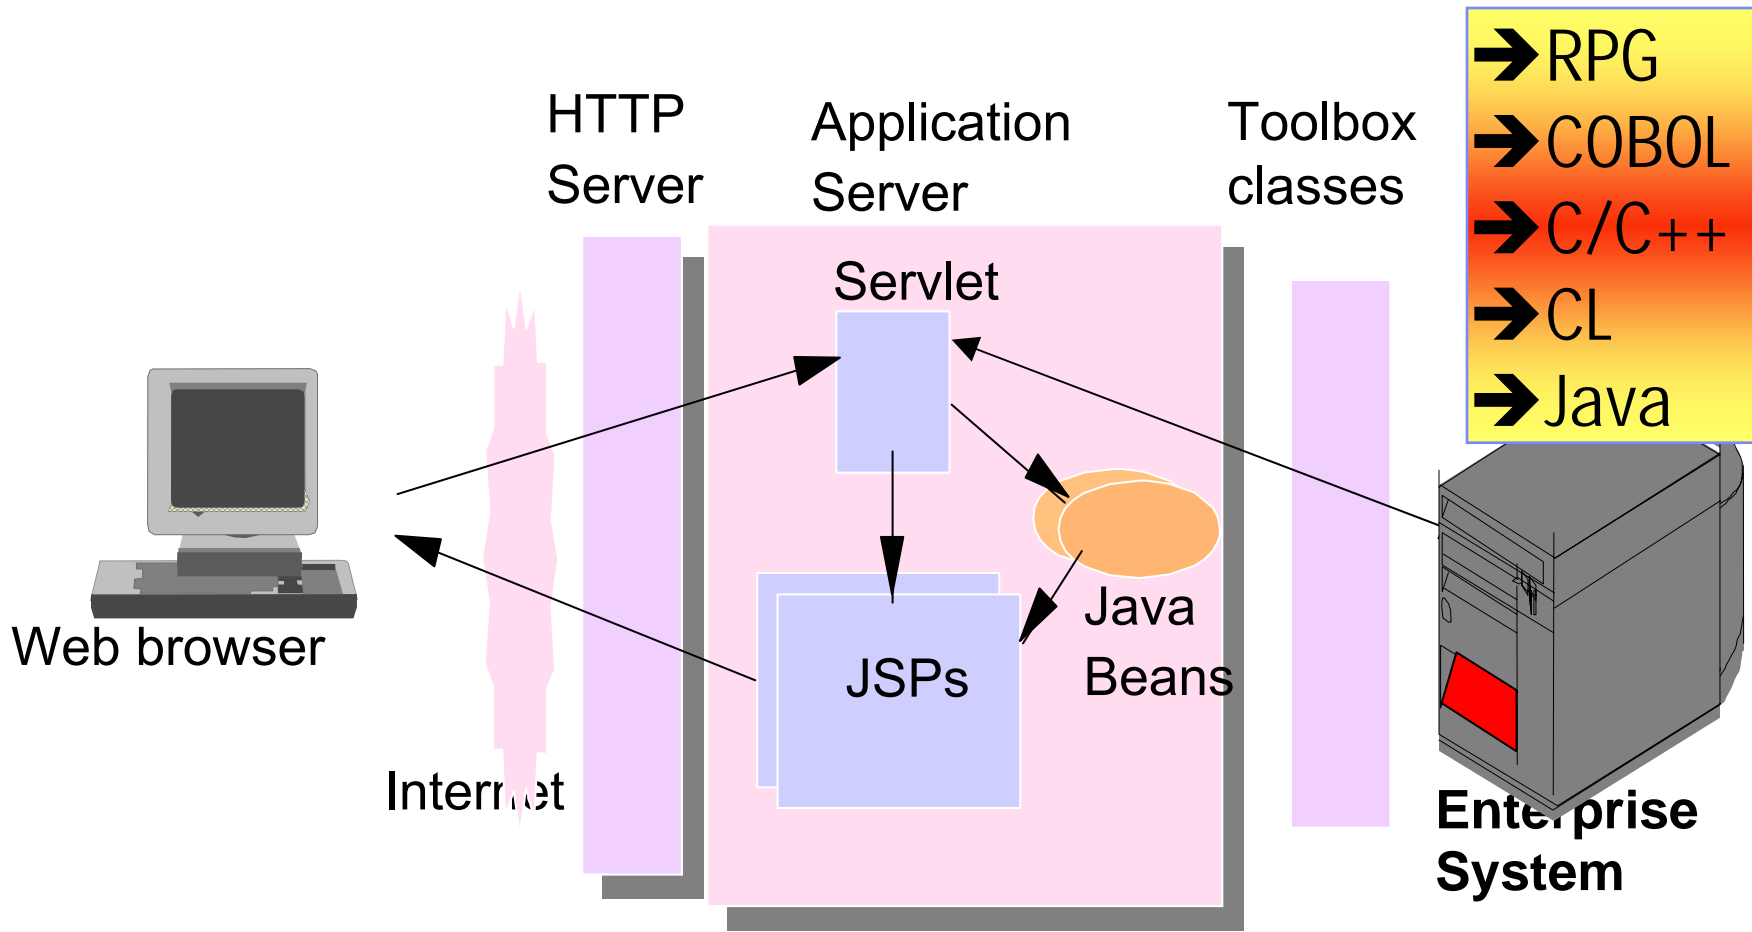 HTTP
Server
Application
Server
Toolbox
classes
RPG
COBOL
C/C++
CL
Java
Servlet
Java
Beans
JSPs
Web browser
Internet
Enterprise
System